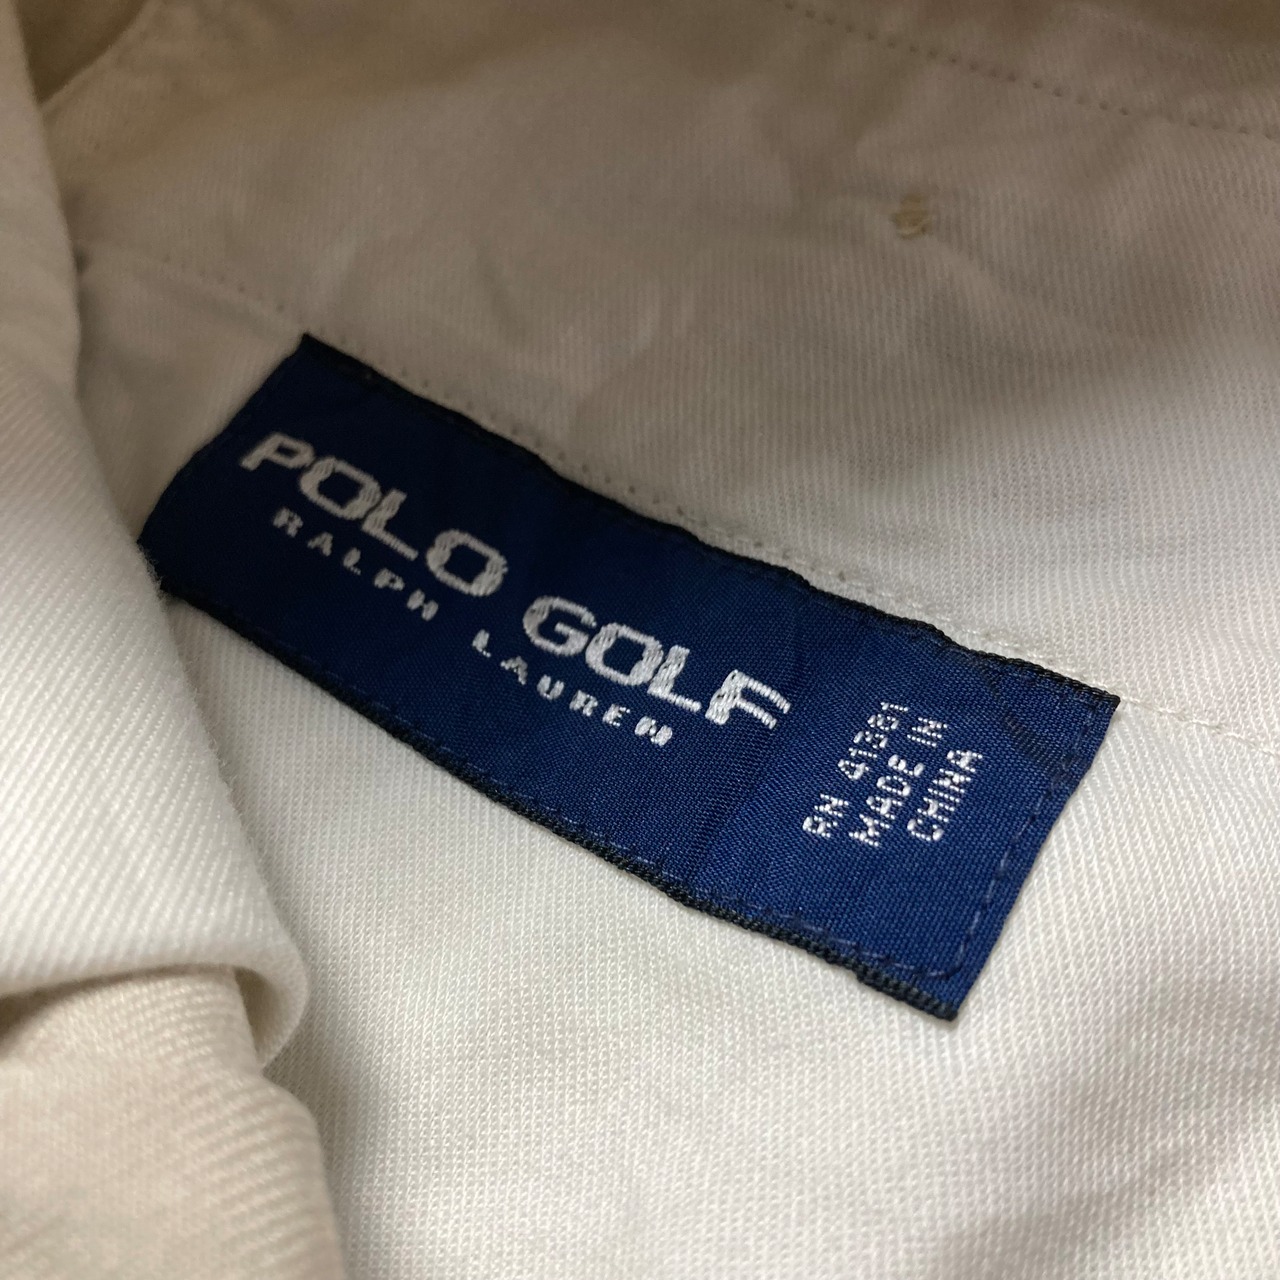 POLO GOLF
RALPH LAUREN
RN 41381
MADE IN
CHINA